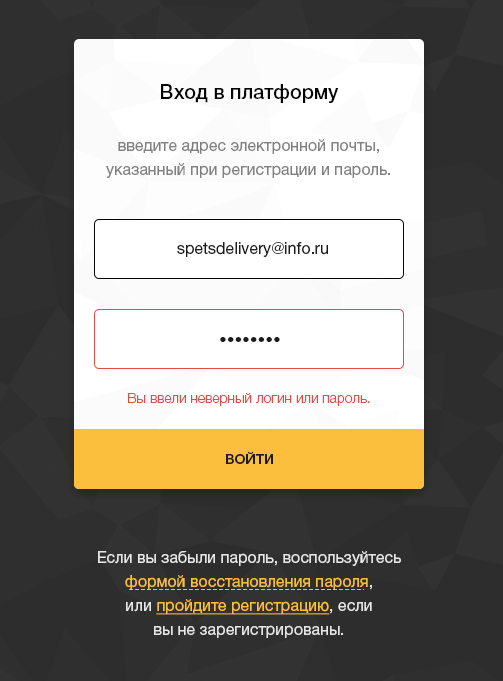 Вход в платформу
введите адрес электронной почты,
указанный при регистрации и пароль.
spetsdelivery@info.ru
••••••••
Вы ввели неверный логин или пароль.
ВОЙТИ
Если вы забыли пароль, воспользуйтесь
формой восстановления пароля,
или пройдите регистрацию, если
вы не зарегистрированы.